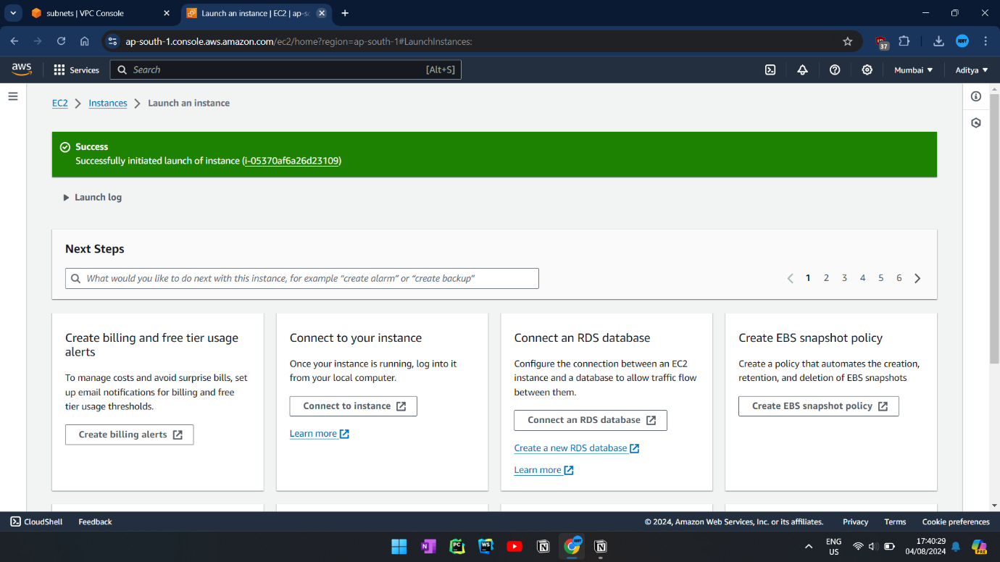 subnets | VPC Console
Launch an instance | EC2 | ap-so
ap-south-1.console.aws.amazon.com/ec2/home?region=ap-south-1#LaunchInstances:
37
ADDY
aws
Services
Search
[Alt+S]
Mumbai
Aditya
EC2
Instances
Launch an instance
Success
Successfully initiated launch of instance (i-05370af6a26d23109)
Launch log
Next Steps
What would you like to do next with this instance, for example “create alarm” or “create backup”
1 2 3 4 5 6
Create billing and free tier usage
alerts
To manage costs and avoid surprise bills, set
up email notifications for billing and free
tier usage thresholds.
Create billing alerts
Connect to your instance
Once your instance is running, log into it
from your local computer.
Connect to instance
Learn more
Connect an RDS database
Configure the connection between an EC2
instance and a database to allow traffic flow
between them.
Connect an RDS database
Create a new RDS database
Learn more
Create EBS snapshot policy
Create a policy that automates the creation,
retention, and deletion of EBS snapshots
Create EBS snapshot policy
CloudShell
Feedback
© 2024, Amazon Web Services, Inc. or its affiliates.
Privacy
Terms
Cookie preferences
N
PC
WS
N
N
ENG
US
17:40:29
04/08/2024
PRE